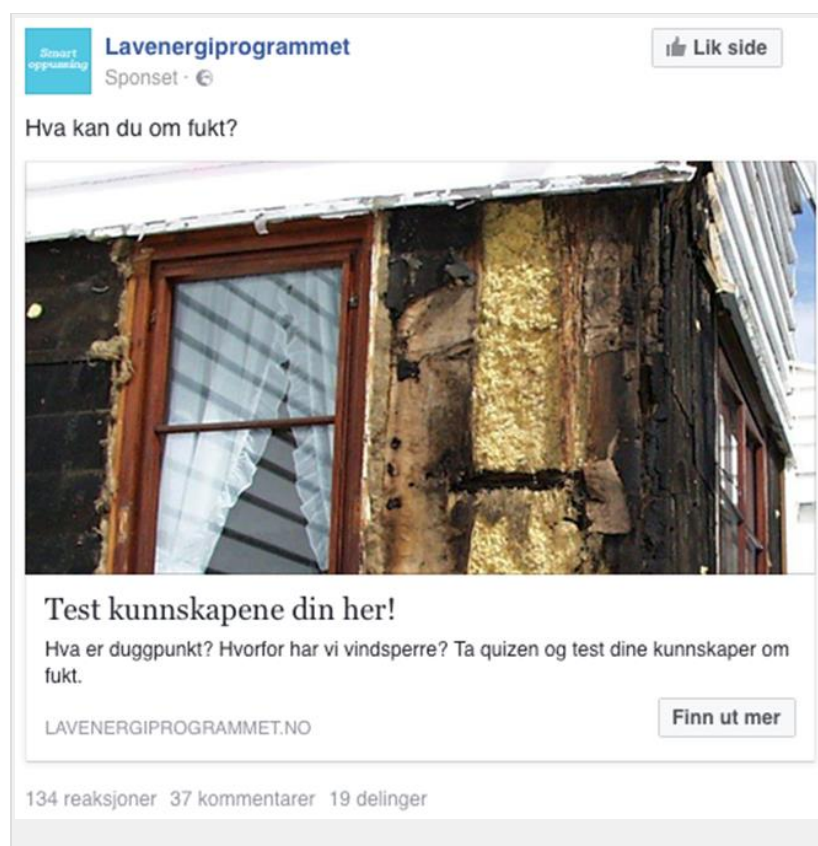 Smart
oppussing
Lavenergiprogrammet
Lik side
Sponset ·
Hva kan du om fukt?
Test kunnskapene din her!
Hva er duggpunkt? Hvorfor har vi vindsperre? Ta quizen og test dine kunnskaper om
fukt.
LAVENERGIPROGRAMMET.NO
Finn ut mer
134 reaksjoner 37 kommentarer 19 delinger